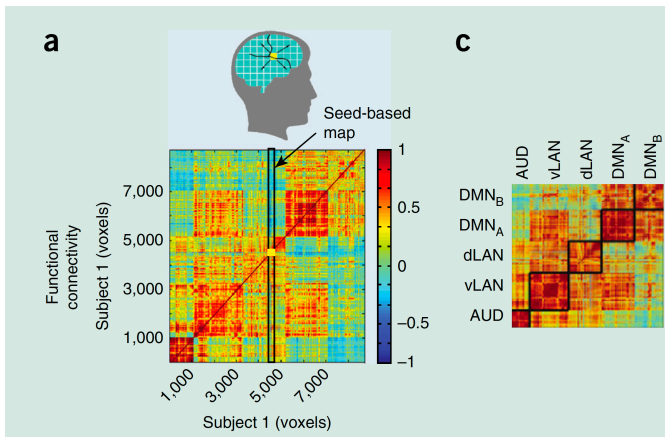 a
c
Seed-based
map
Functional
connectivity
Subject 1 (voxels)
7,000
5,000
3,000
1,000
1,000
3,000
5,000
7,000
Subject 1 (voxels)
1
0.5
0
–0.5
–1
AUD
vLAN
dLAN
DMNA
DMNB
DMNB
DMNA
dLAN
vLAN
AUD